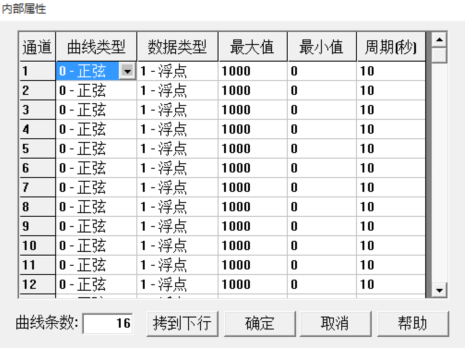 内部属性
通道 曲线类型 数据类型 最大值 最小值 周期(秒)
1 0 - 正弦 1 - 浮点 1000 0 10
2 0 - 正弦 1 - 浮点 1000 0 10
3 0 - 正弦 1 - 浮点 1000 0 10
4 0 - 正弦 1 - 浮点 1000 0 10
5 0 - 正弦 1 - 浮点 1000 0 10
6 0 - 正弦 1 - 浮点 1000 0 10
7 0 - 正弦 1 - 浮点 1000 0 10
8 0 - 正弦 1 - 浮点 1000 0 10
9 0 - 正弦 1 - 浮点 1000 0 10
10 0 - 正弦 1 - 浮点 1000 0 10
11 0 - 正弦 1 - 浮点 1000 0 10
12 0 - 正弦 1 - 浮点 1000 0 10
曲线条数: 16 拷到下行 确定 取消 帮助